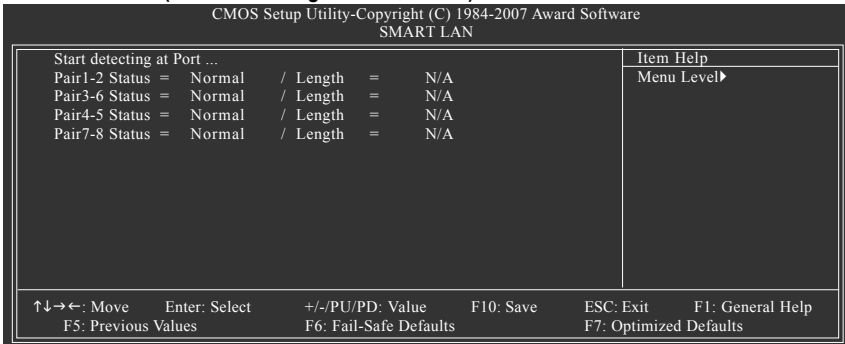 CMOS Setup Utility-Copyright (C) 1984-2007 Award Software
SMART LAN
Start detecting at Port ...
Pair1-2 Status = Normal / Length = N/A
Pair3-6 Status = Normal / Length = N/A
Pair4-5 Status = Normal / Length = N/A
Pair7-8 Status = Normal / Length = N/A
Item Help
Menu Level▶
↑↓→←: Move Enter: Select +/-/PU/PD: Value F10: Save ESC: Exit F1: General Help
F5: Previous Values F6: Fail-Safe Defaults F7: Optimized Defaults